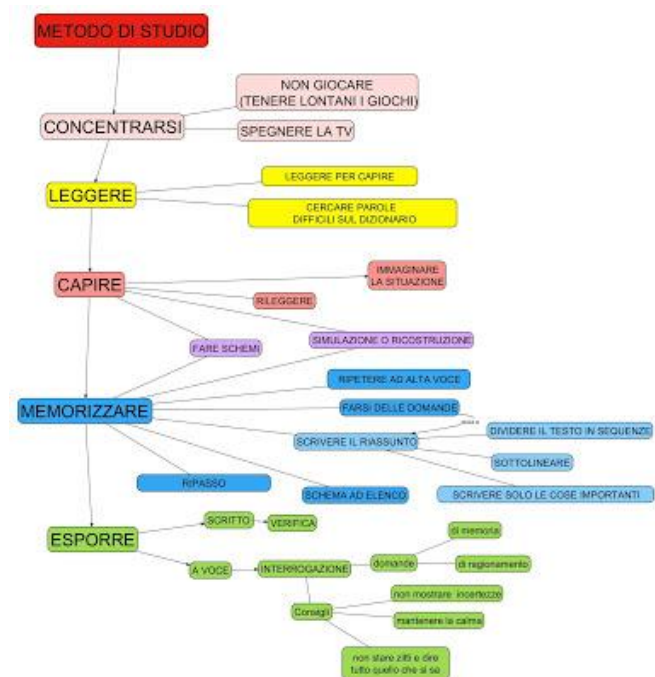 METODO DI STUDIO
NON GIOCARE
(TENERE LONTANI I GIOCHI)
CONCENTRARSI
SPEGNERE LA TV
LEGGERE PER CAPIRE
LEGGERE
CERCARE PAROLE
DIFFICILI SUL DIZIONARIO
IMMAGINARE
LA SITUAZIONE
CAPIRE
RILEGGERE
SIMULAZIONE O RICOSTRUZIONE
FARE SCHEMI
RIPETERE AD ALTA VOCE
MEMORIZZARE
FARSI DELLE DOMANDE
DIVIDERE IL TESTO IN SEQUENZE
SCRIVERE IL RIASSUNTO
SOTTOLINEARE
RIPASSO
SCHEMA AD ELENCO
SCRIVERE SOLO LE COSE IMPORTANTI
SCRITTO
VERIFICA
ESPORRE
di memoria
A VOCE
INTERROGAZIONE
domande
di ragionamento
non mostrare incertezze
Consigli
mantenere la calma
non stare zitti e dire
tutto quello che si sa